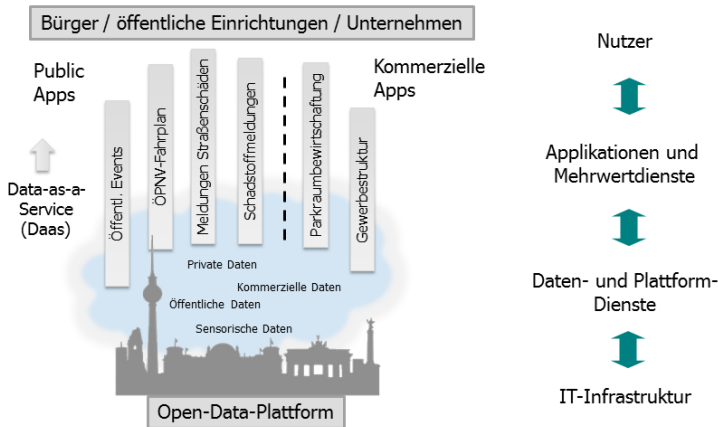 Bürger / öffentliche Einrichtungen / Unternehmen
Public
Apps
Kommerzielle
Apps
Data-as-a-
Service
(Daas)
Öffentl. Events
ÖPNV-Fahrplan
Meldungen Straßenschäden
Schadstoffmeldungen
Parkraumbewirtschaftung
Gewerbestruktur
Private Daten
Kommerzielle Daten
Öffentliche Daten
Sensorische Daten
Open-Data-Plattform
Nutzer
Applikationen und
Mehrwertdienste
Daten- und Plattform-
Dienste
IT-Infrastruktur